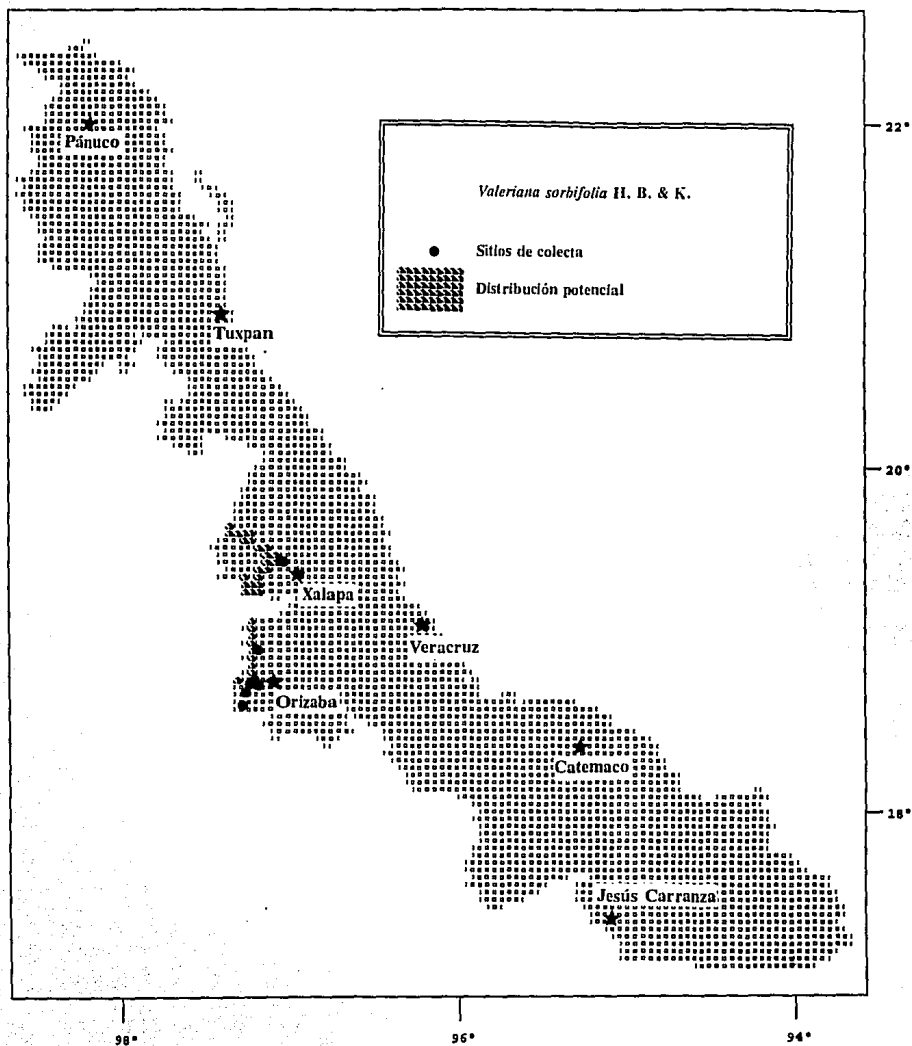 Pánuco
22°
Valeriana sorbifolia H. B. & K.
Sitios de colecta
Distribución potencial
Tuxpan
20°
Xalapa
Veracruz
Orizaba
Catemaco
18°
Jesús Carranza
98°
96°
94°